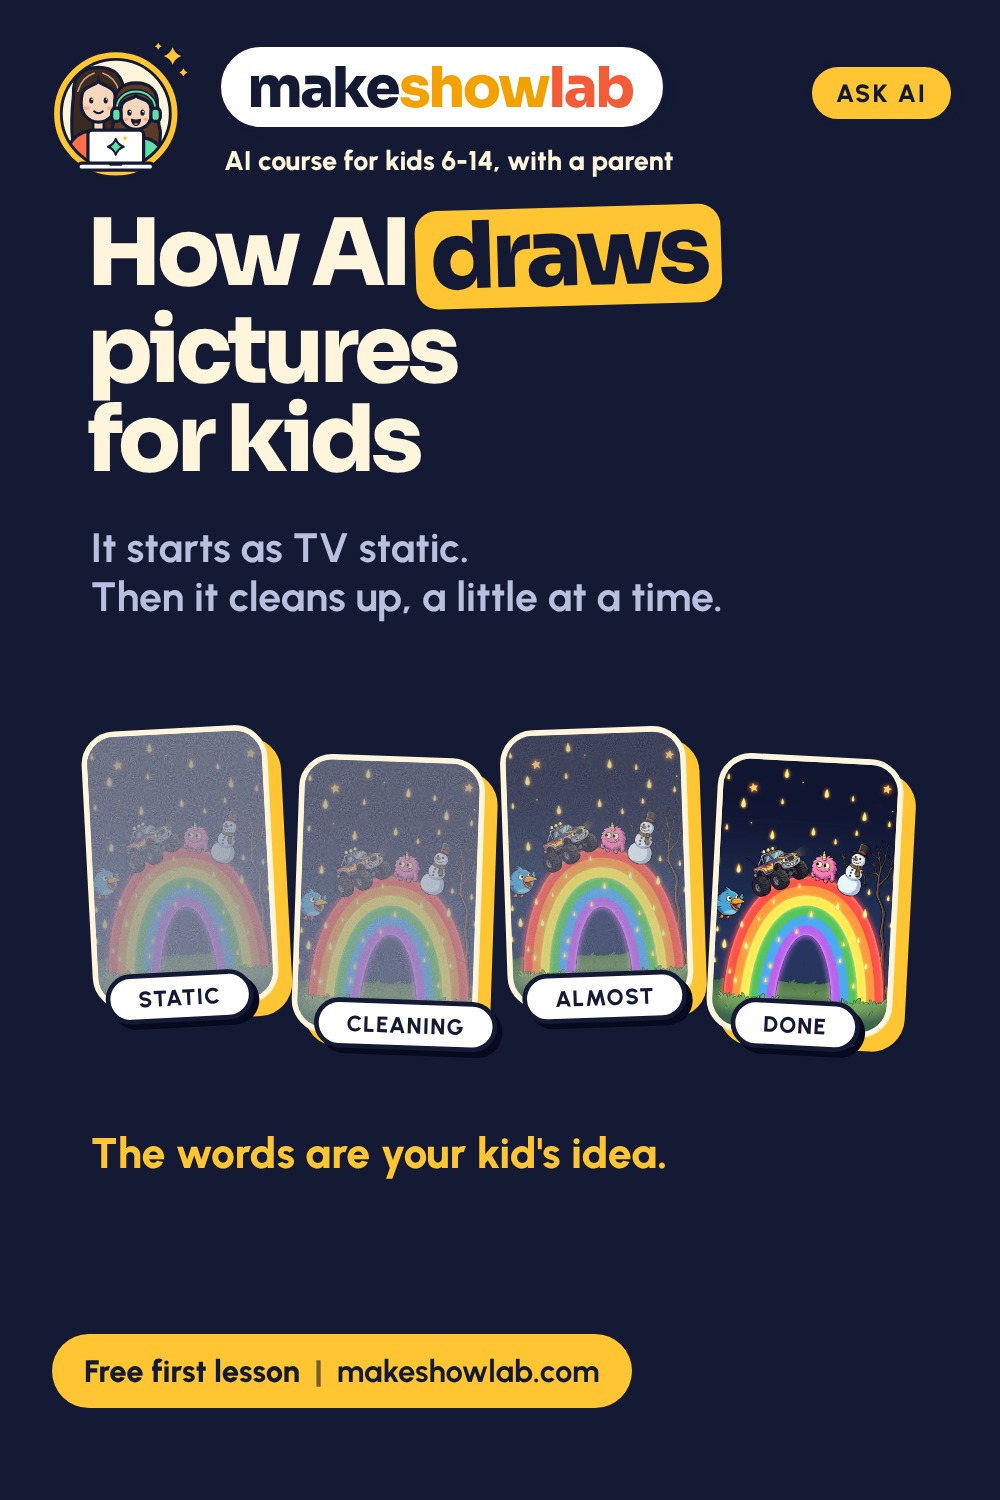 makeshowlab
ASK AI
AI course for kids 6-14, with a parent
How AI draws
pictures
for kids
It starts as TV static.
Then it cleans up, a little at a time.
STATIC
CLEANING
ALMOST
DONE
The words are your kid's idea.
Free first lesson | makeshowlab.com